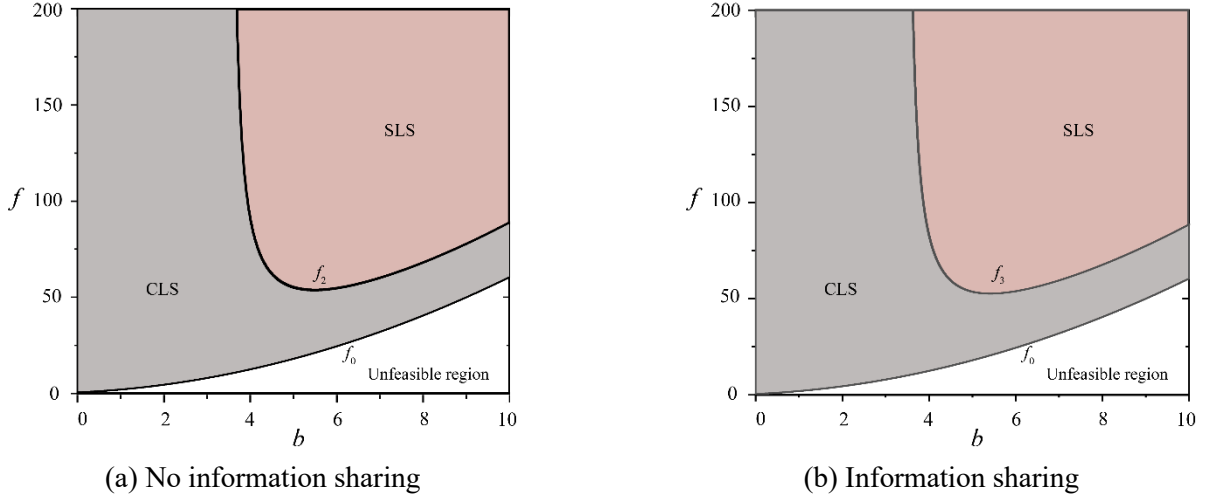 200
150
f 100
50
0
SLS
f2
CLS
f0
Unfeasible region
0 2 4 6 8 10
b
(a) No information sharing
200
150
f 100
50
0
SLS
f3
CLS
f0
Unfeasible region
0 2 4 6 8 10
b
(b) Information sharing